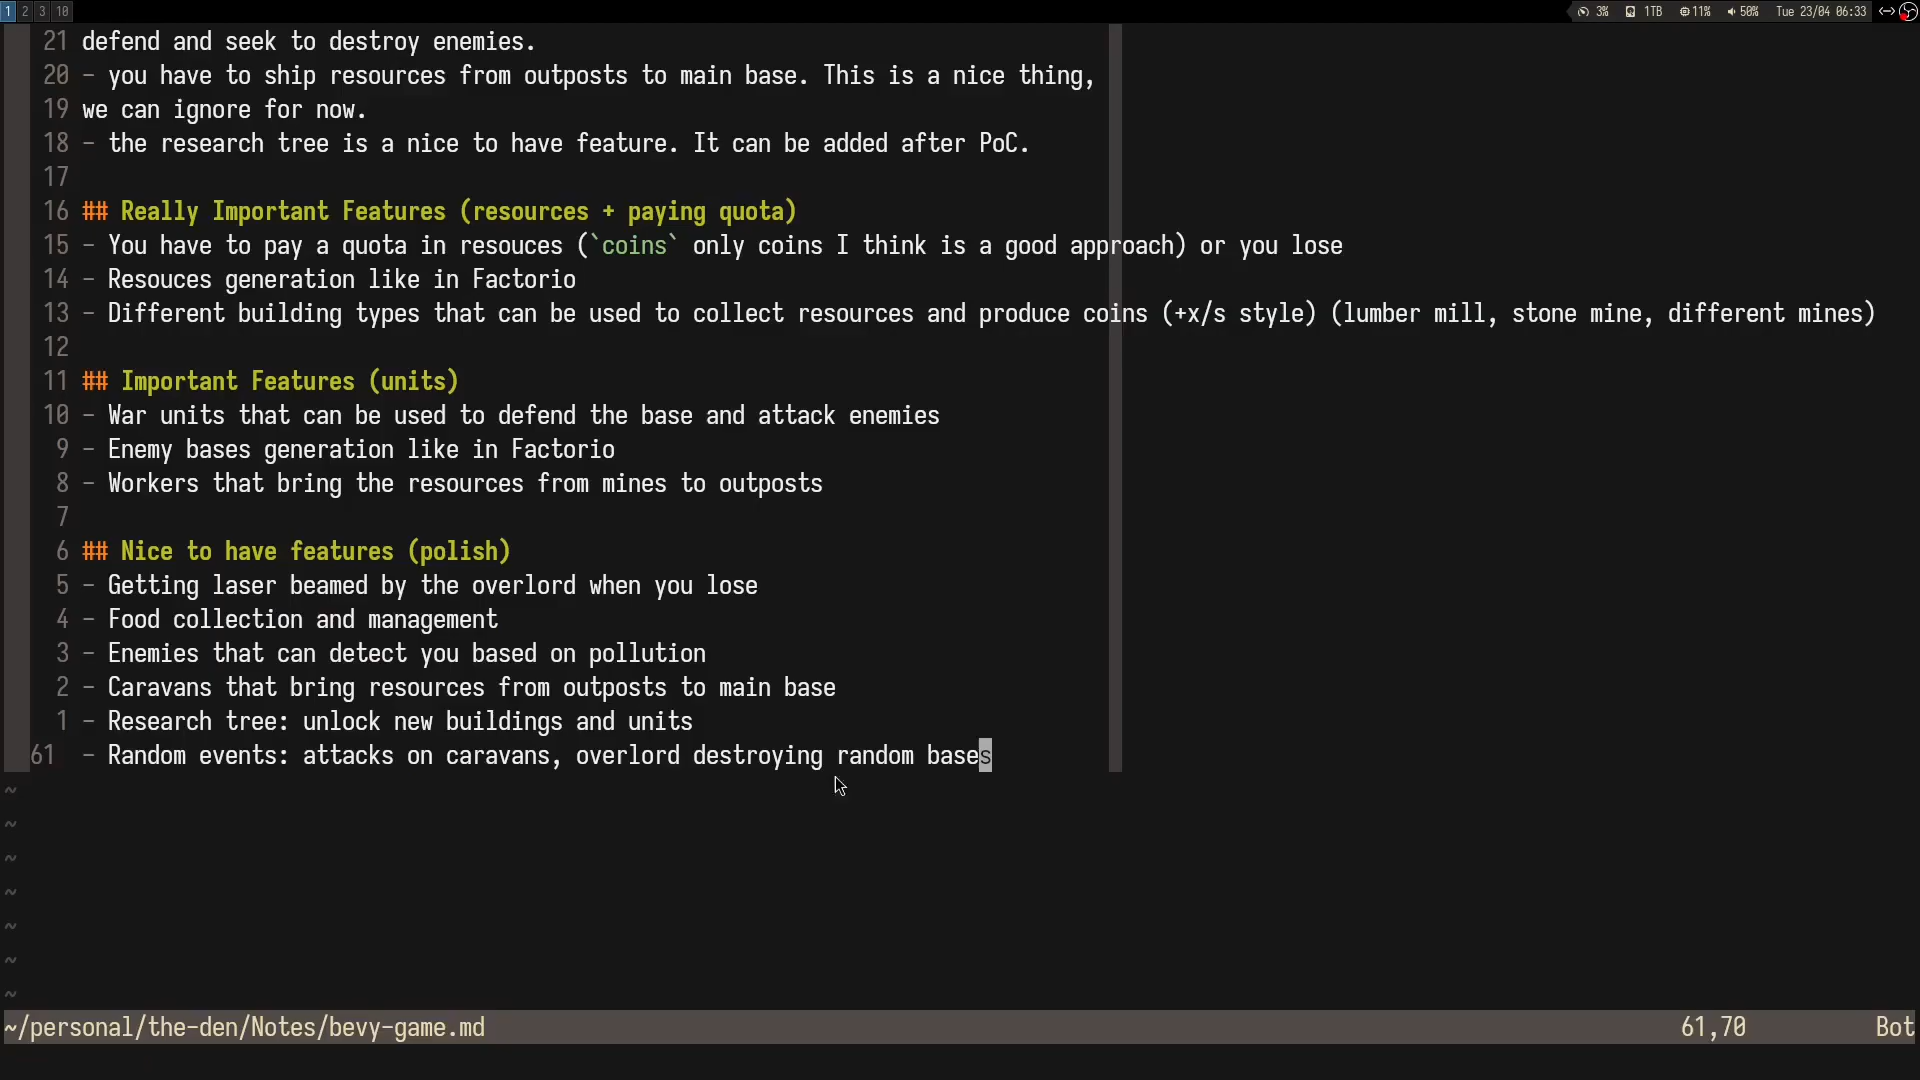 1 2 3 10 3% 1TB 11% 50% Tue 23/04 06:33
21 defend and seek to destroy enemies.
20 - you have to ship resources from outposts to main base. This is a nice thing,
19 we can ignore for now.
18 - the research tree is a nice to have feature. It can be added after PoC.
17
16 ## Really Important Features (resources + paying quota)
15 - You have to pay a quota in resouces (`coins` only coins I think is a good approach) or you lose
14 - Resouces generation like in Factorio
13 - Different building types that can be used to collect resources and produce coins (+x/s style) (lumber mill, stone mine, different mines)
12
11 ## Important Features (units)
10 - War units that can be used to defend the base and attack enemies
9 - Enemy bases generation like in Factorio
8 - Workers that bring the resources from mines to outposts
7
6 ## Nice to have features (polish)
5 - Getting laser beamed by the overlord when you lose
4 - Food collection and management
3 - Enemies that can detect you based on pollution
2 - Caravans that bring resources from outposts to main base
1 - Research tree: unlock new buildings and units
61 - Random events: attacks on caravans, overlord destroying random bases
~
~
~
~
~
~
~
~/personal/the-den/Notes/bevy-game.md 61,70 Bot